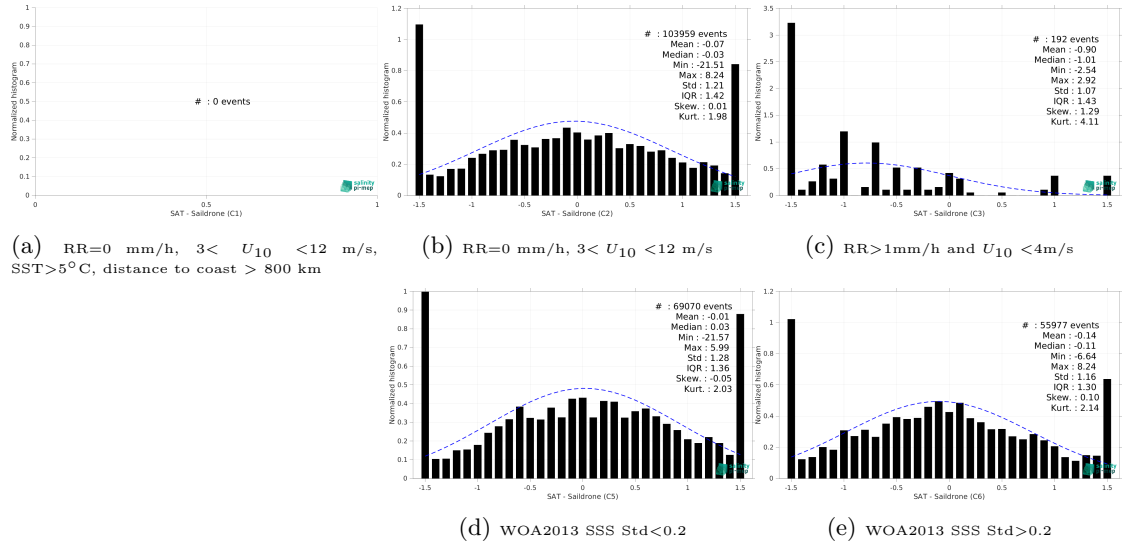 1
0.9
0.8
0.7
0.6
0.5
0.4
0.3
0.2
0.1
0
Normalized histogram
# : 0 events
salinity
pi-mep
0 0.5 1
SAT - Saildrone (C1)
(a) RR=0 mm/h, 3< U10 <12 m/s,
SST>5°C, distance to coast > 800 km
1.2
1
0.8
0.6
0.4
0.2
0
Normalized histogram
# : 103959 events
Mean : -0.07
Median : -0.03
Min : -21.51
Max : 8.24
Std : 1.21
IQR : 1.42
Skew. : 0.01
Kurt. : 1.98
salinity
pi-mep
-1.5 -1 -0.5 0 0.5 1 1.5
SAT - Saildrone (C2)
(b) RR=0 mm/h, 3< U10 <12 m/s
3.5
3
2.5
2
1.5
1
0.5
0
Normalized histogram
# : 192 events
Mean : -0.90
Median : -1.01
Min : -2.54
Max : 2.92
Std : 1.07
IQR : 1.43
Skew. : 1.29
Kurt. : 4.11
salinity
pi-mep
-1.5 -1 -0.5 0 0.5 1 1.5
SAT - Saildrone (C3)
(c) RR>1mm/h and U10 <4m/s
1
0.9
0.8
0.7
0.6
0.5
0.4
0.3
0.2
0.1
0
Normalized histogram
# : 69070 events
Mean : -0.01
Median : 0.03
Min : -21.57
Max : 5.99
Std : 1.28
IQR : 1.36
Skew. : -0.05
Kurt. : 2.03
salinity
pi-mep
-1.5 -1 -0.5 0 0.5 1 1.5
SAT - Saildrone (C5)
(d) WOA2013 SSS Std<0.2
1.2
1
0.8
0.6
0.4
0.2
0
Normalized histogram
# : 55977 events
Mean : -0.14
Median : -0.11
Min : -6.64
Max : 8.24
Std : 1.16
IQR : 1.30
Skew. : 0.10
Kurt. : 2.14
salinity
pi-mep
-1.5 -1 -0.5 0 0.5 1 1.5
SAT - Saildrone (C6)
(e) WOA2013 SSS Std>0.2